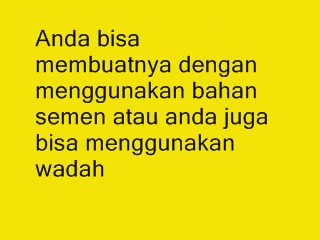 Anda bisa
membuatnya dengan
menggunakan bahan
semen atau anda juga
bisa menggunakan
wadah